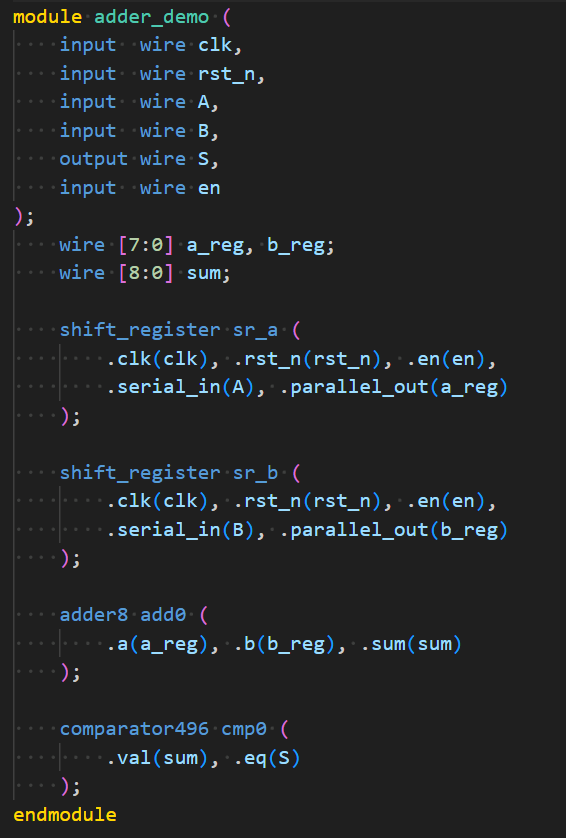 module adder_demo (
    input  wire clk,
    input  wire rst_n,
    input  wire A,
    input  wire B,
    output wire S,
    input  wire en
);
    wire [7:0] a_reg, b_reg;
    wire [8:0] sum;

    shift_register sr_a (
        .clk(clk), .rst_n(rst_n), .en(en),
        .serial_in(A), .parallel_out(a_reg)
    );

    shift_register sr_b (
        .clk(clk), .rst_n(rst_n), .en(en),
        .serial_in(B), .parallel_out(b_reg)
    );

    adder8 add0 (
        .a(a_reg), .b(b_reg), .sum(sum)
    );

    comparator496 cmp0 (
        .val(sum), .eq(S)
    );
endmodule